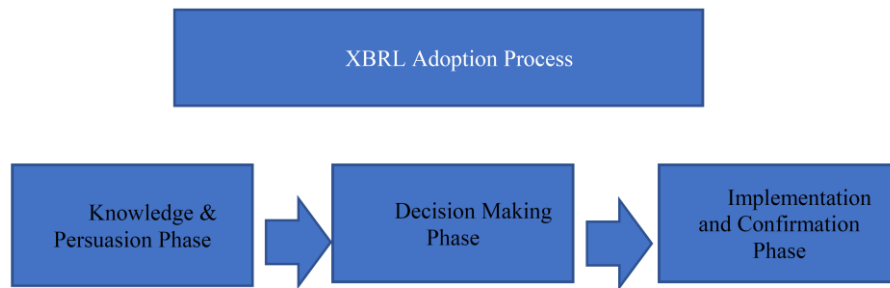 XBRL Adoption Process
Knowledge &
Persuasion Phase
Decision Making
Phase
Implementation
and Confirmation
Phase